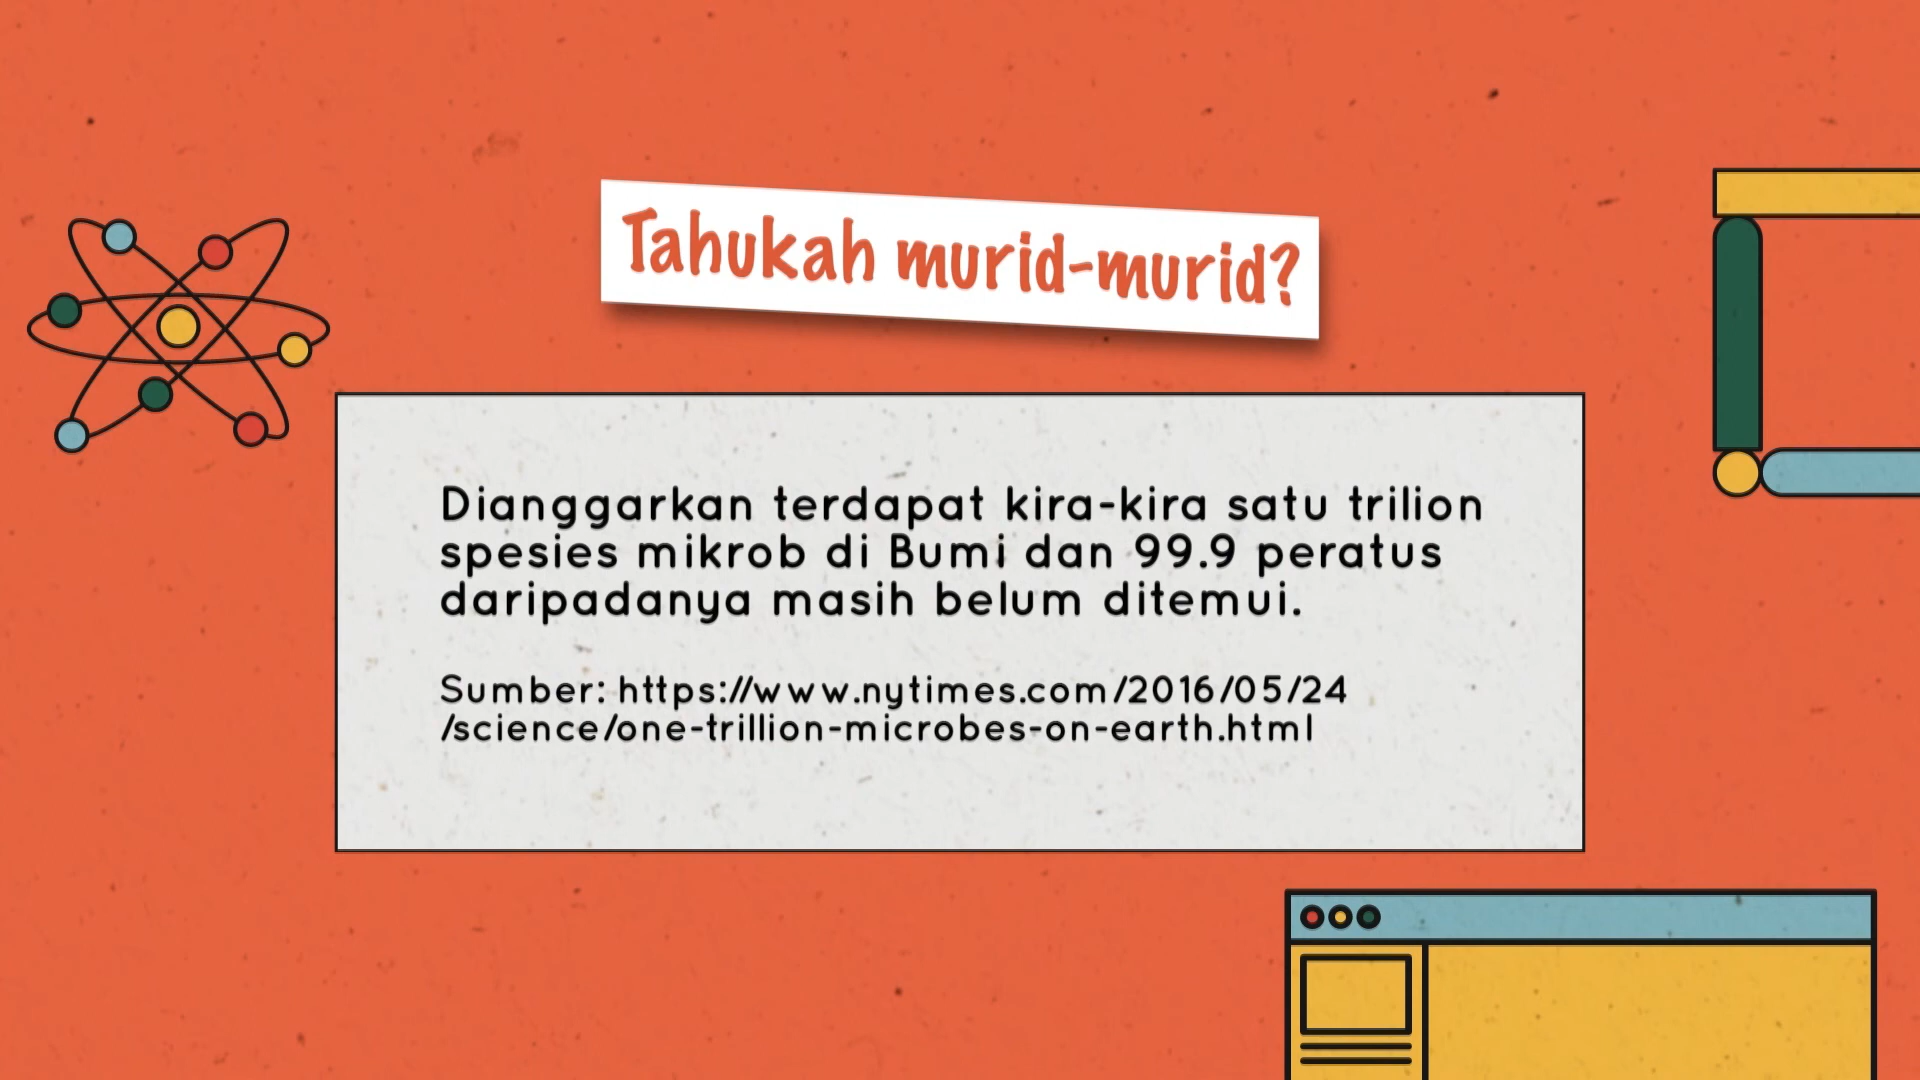 Tahukah murid-murid?
Dianggarkan terdapat kira-kira satu trilion
spesies mikrob di Bumi dan 99.9 peratus
daripadanya masih belum ditemui.
Sumber: https://www.nytimes.com/2016/05/24
/science/one-trillion-microbes-on-earth.html